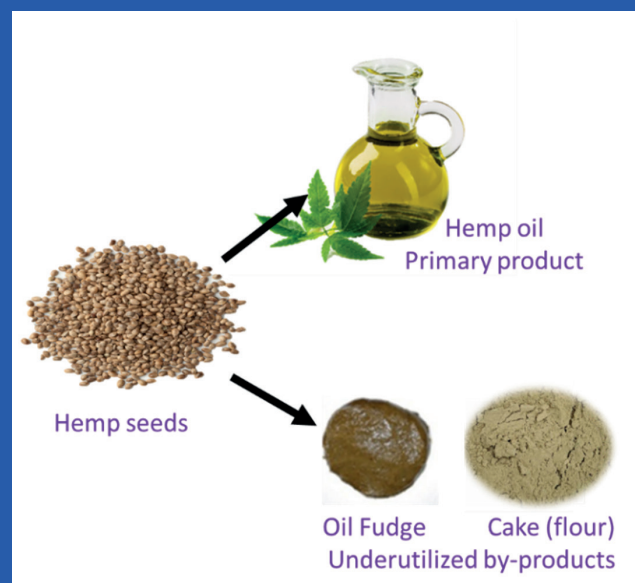 Hemp oil
Primary product
Hemp seeds
Oil Fudge Cake (flour)
Underutilized by-products